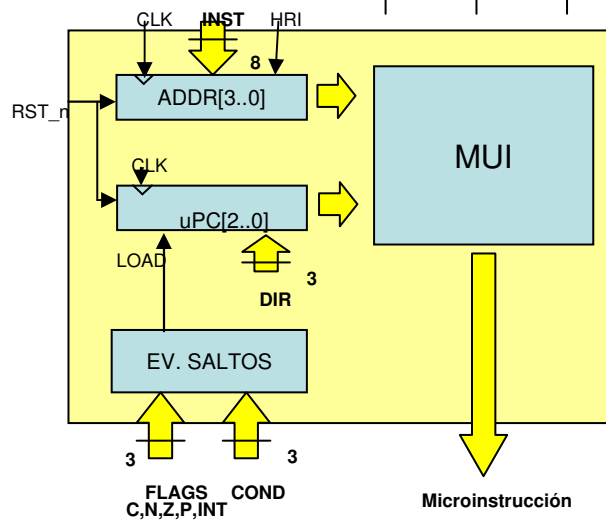 CLK INST HRI
8
ADDR[3..0]
RST_n
MUI
CLK
uPC[2..0]
LOAD
3
DIR
EV. SALTOS
3 3
FLAGS COND
C,N,Z,P,INT
Microinstrucción